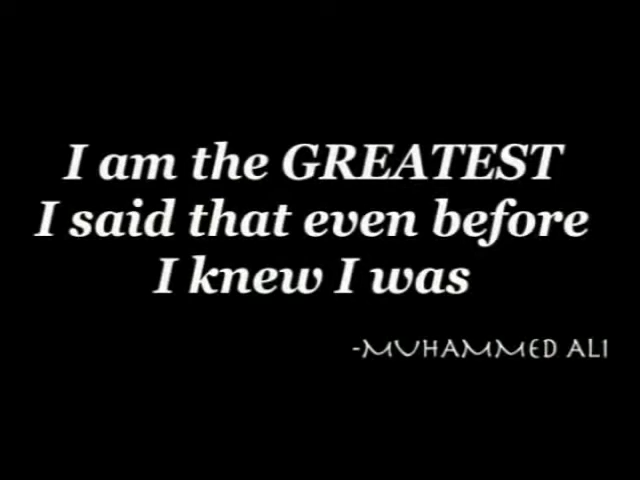 I am the GREATEST
I said that even before
I knew I was
-MUHAMMED ALI